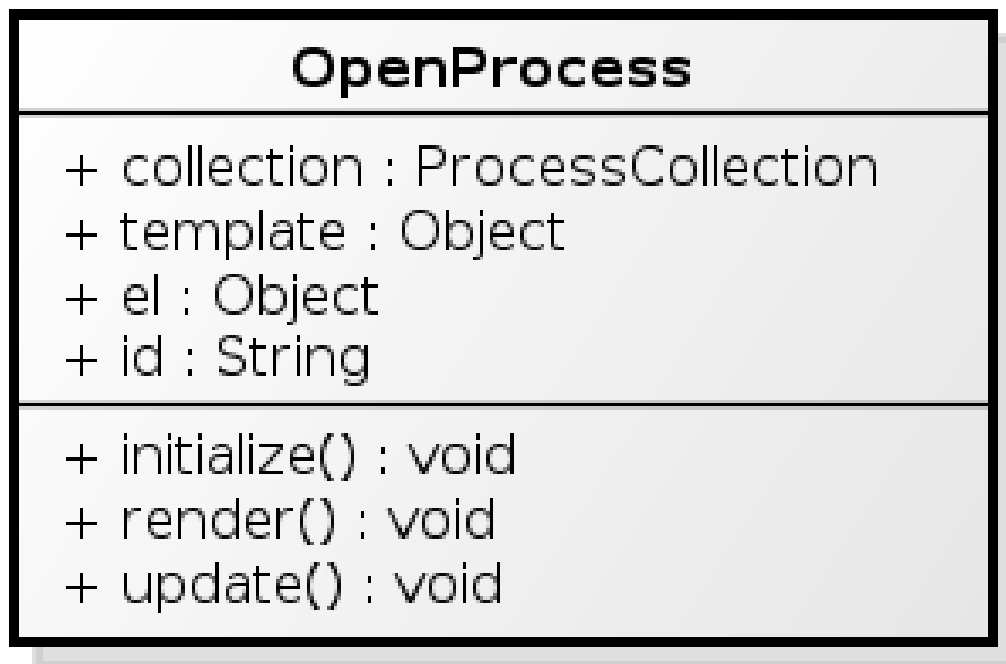 OpenProcess
+ collection : ProcessCollection
+ template : Object
+ el : Object
+ id : String
+ initialize() : void
+ render() : void
+ update() : void